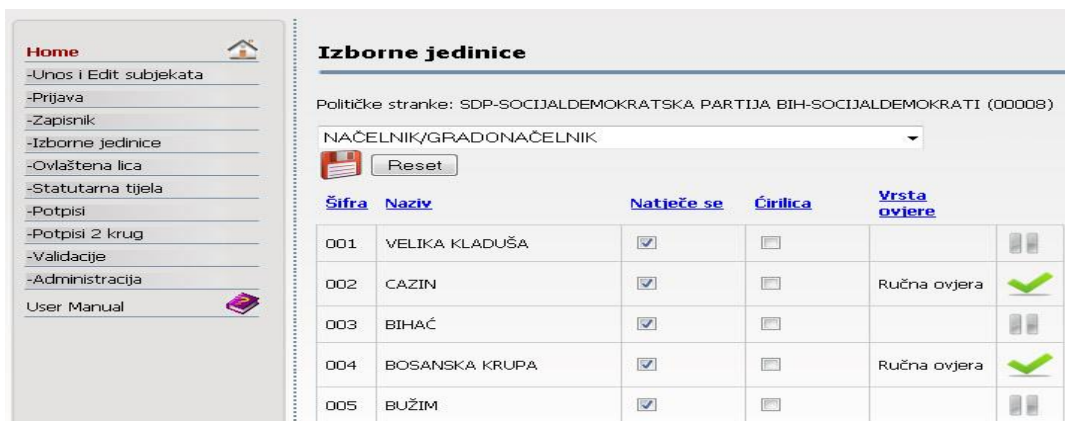 Home
-Unos i Edit subjekata
-Prijava
-Zapisnik
-Izborne jedinice
-Ovlaštena lica
-Statutarna tijela
-Potpisi
-Potpisi 2 krug
-Validacije
-Administracija
User Manual
Izborne jedinice
Političke stranke: SDP-SOCIJALDEMOKRATSKA PARTIJA BIH-SOCIJALDEMOKRATI (00008)
NAČELNIK/GRADONAČELNIK
Reset
Šifra Naziv Natječe se Ćirilica Vrsta ovjere
001 VELIKA KLADUŠA
002 CAZIN Ručna ovjera
003 BIHAĆ
004 BOSANSKA KRUPA Ručna ovjera
005 BUŽIM